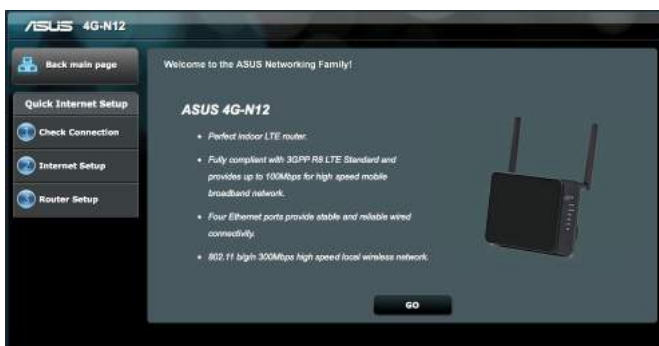 ASUS 4G-N12
Back main page
Welcome to the ASUS Networking Family!
Quick Internet Setup
1 Check Connection
2 Internet Setup
3 Router Setup
ASUS 4G-N12
• Perfect indoor LTE router.
• Fully compliant with 3GPP R8 LTE Standard and
provides up to 100Mbps for high speed mobile
broadband network.
• Four Ethernet ports provide stable and reliable wired
connectivity.
• 802.11 b/g/n 300Mbps high speed local wireless network.
GO